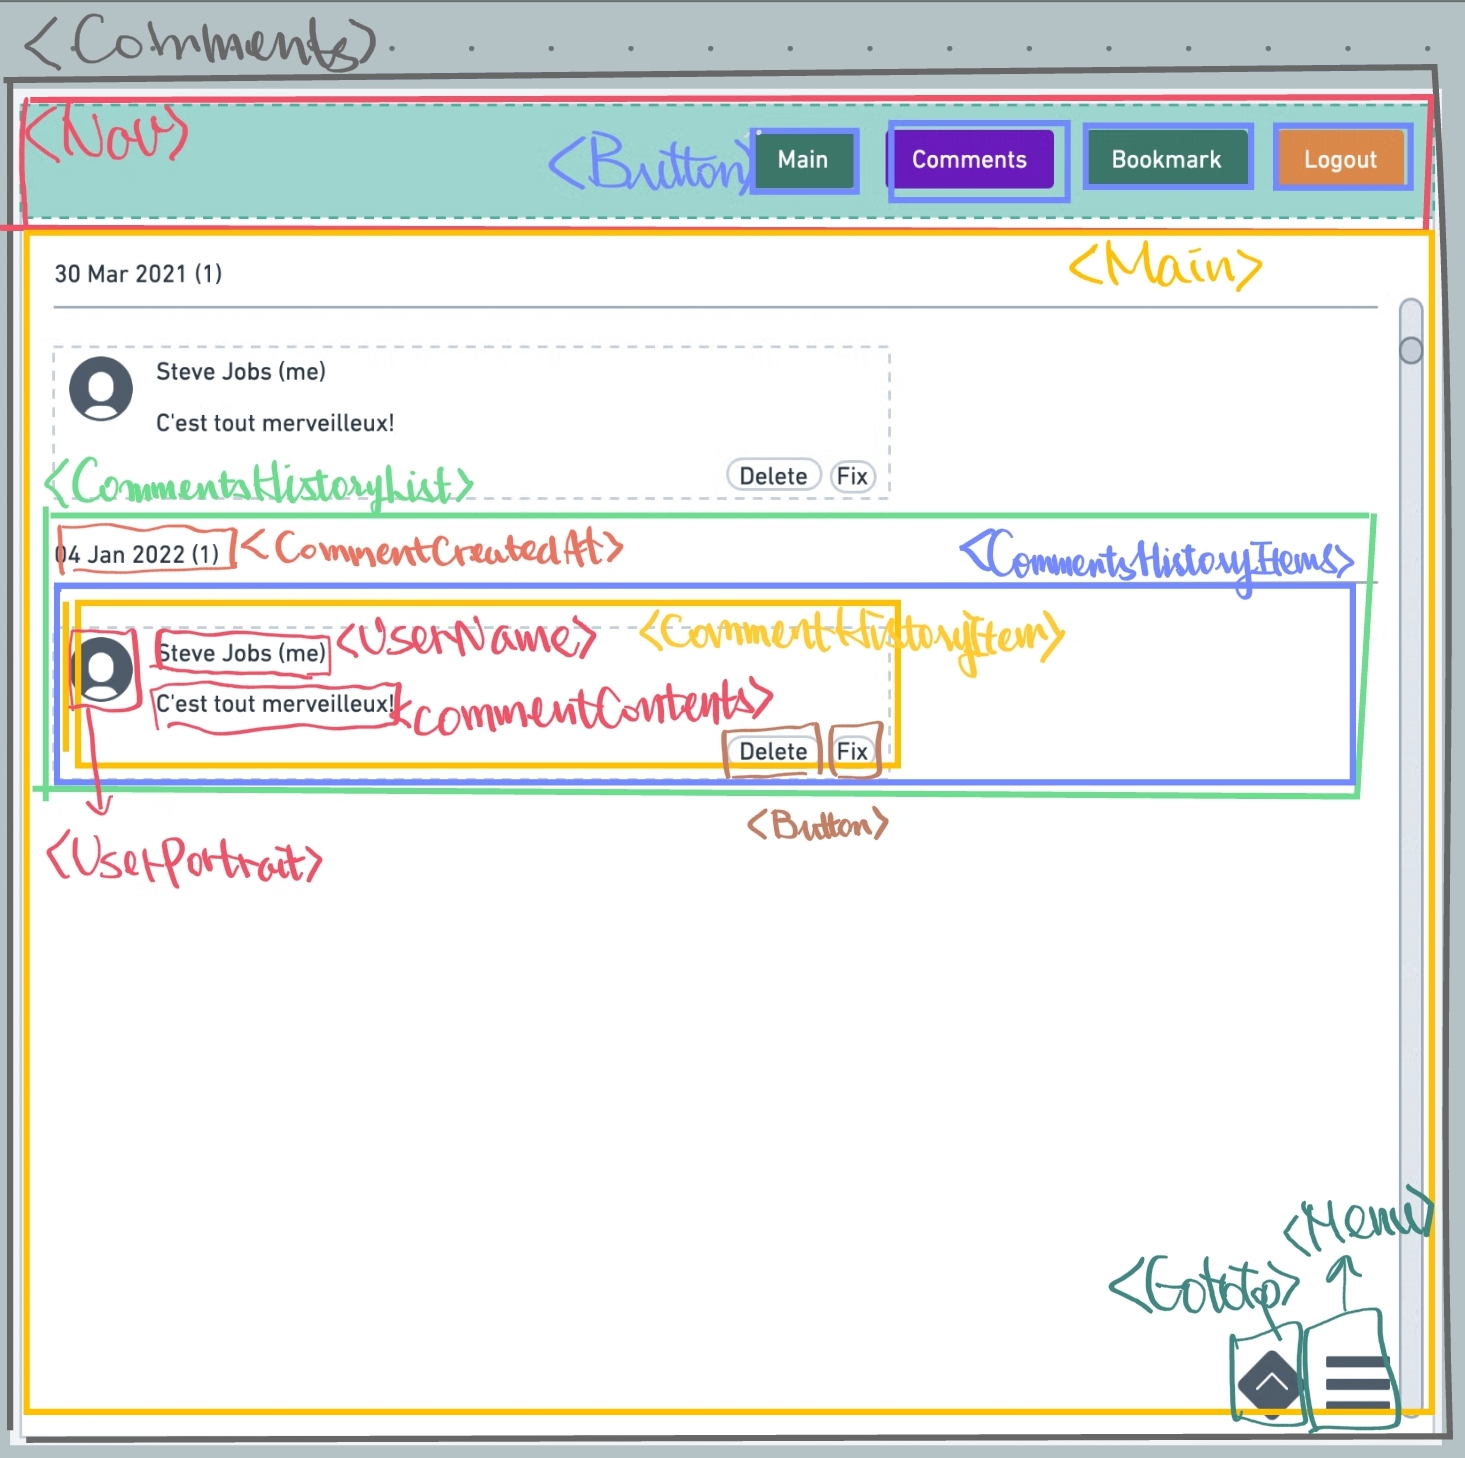 <Comments>
<Nav>
<Button> Main Comments Bookmark Logout
<Main>
30 Mar 2021 (1)
Steve Jobs (me)
C'est tout merveilleux!
Delete Fix
<CommentsHistoryList>
04 Jan 2022 (1) <CommentCreatedAt> <CommentsHistoryItems>
Steve Jobs (me) <UserName> <CommentHistoryItem>
C'est tout merveilleux! <commentContents>
Delete Fix
<Button>
<UserPortrait>
<Menu>
<Gototop>